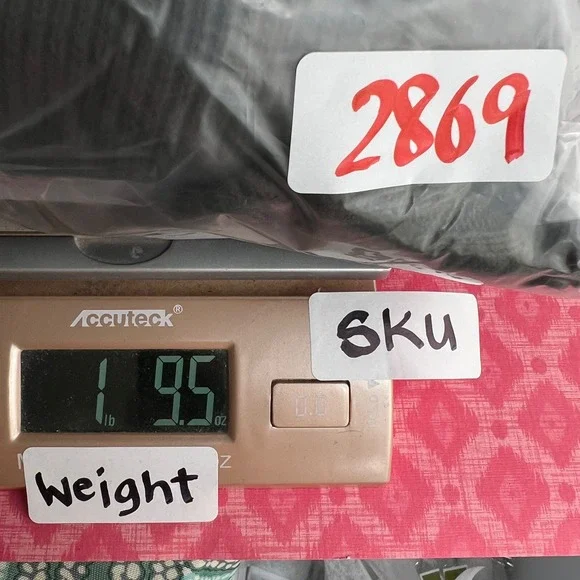 2869
Accuteck®
SKU
1 lb 9.5 oz
0.0
Weight